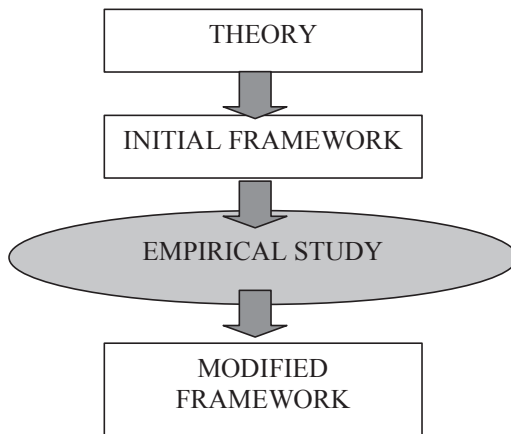 THEORY
INITIAL FRAMEWORK
EMPIRICAL STUDY
MODIFIED
FRAMEWORK